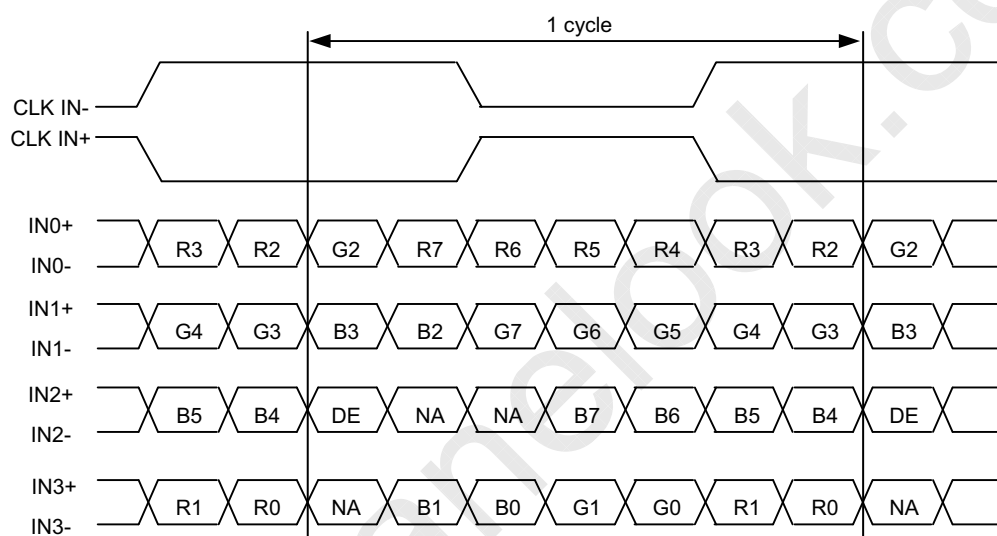 1 cycle
CLK IN-
CLK IN+
IN0+
R3 R2 G2 R7 R6 R5 R4 R3 R2 G2
IN0-
IN1+
G4 G3 B3 B2 G7 G6 G5 G4 G3 B3
IN1-
IN2+
B5 B4 DE NA NA B7 B6 B5 B4 DE
IN2-
IN3+
R1 R0 NA B1 B0 G1 G0 R1 R0 NA
IN3-
anelook.co